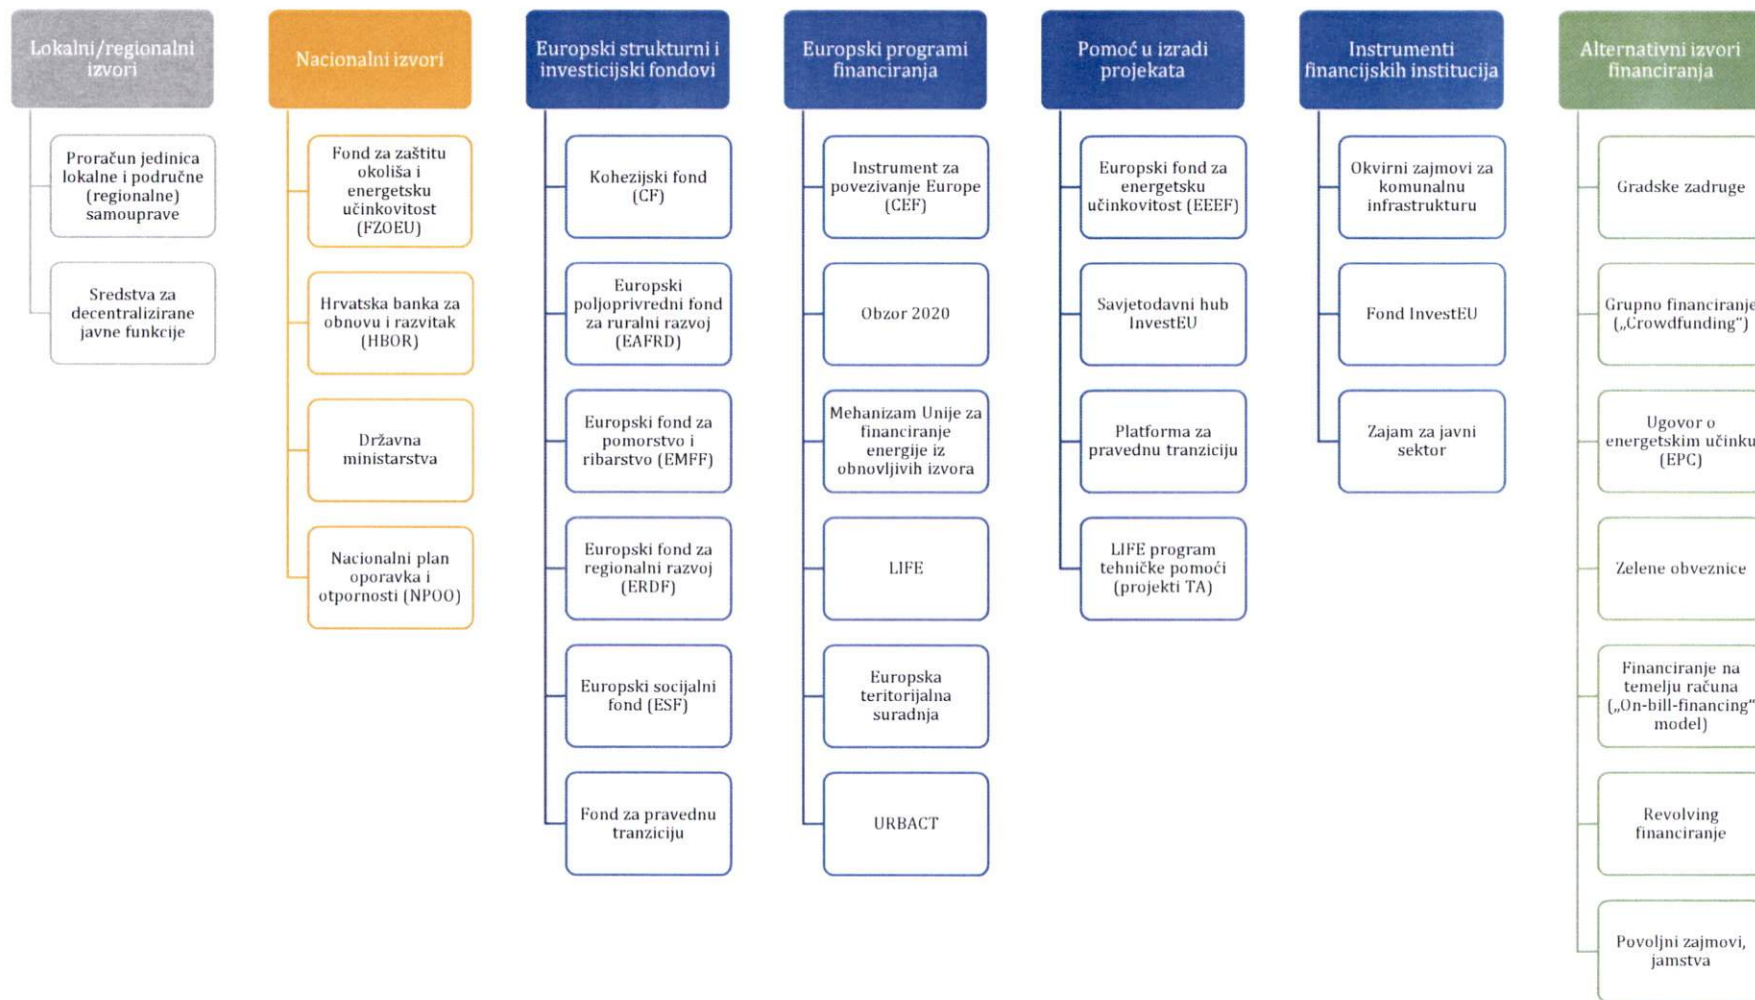 Lokalni/regionalni
izvori
Proračun jedinica
lokalne i područne
(regionalne)
samouprave
Sredstva za
decentralizirane
javne funkcije
Nacionalni izvori
Fond za zaštitu
okoliša i
energetsku
učinkovitost
(FZOEU)
Hrvatska banka za
obnovu i razvitak
(HBOR)
Državna
ministarstva
Nacionalni plan
oporavka i
otpornosti (NPOO)
Europski strukturni i
investicijski fondovi
Kohezijski fond
(CF)
Europski
poljoprivredni fond
za ruralni razvoj
(EAFRD)
Europski fond za
pomorstvo i
ribarstvo (EMFF)
Europski fond za
regionalni razvoj
(ERDF)
Europski socijalni
fond (ESF)
Fond za pravednu
tranziciju
Europski programi
financiranja
Instrument za
povezivanje Europe
(CEF)
Obzor 2020
Mehanizam Unije za
financiranje
energije iz
obnovljivih izvora
LIFE
Europska
teritorijalna
suradnja
URBACT
Pomoć u izradi
projekata
Europski fond za
energetsku
učinkovitost (EEEF)
Savjetodavni hub
InvestEU
Platforma za
pravednu tranziciju
LIFE program
tehničke pomoći
(projekti TA)
Instrumenti
financijskih institucija
Okvirni zajmovi za
komunalnu
infrastrukturu
Fond InvestEU
Zajam za javni
sektor
Alternativni izvori
financiranja
Gradske zadruge
Grupno financiranje
(„Crowdfunding“)
Ugovor o
energetskim učinku
(EPC)
Zelene obveznice
Financiranje na
temelju računa
(„On-bill-financing“
model)
Revolving
financiranje
Povoljni zajmovi,
jamstva